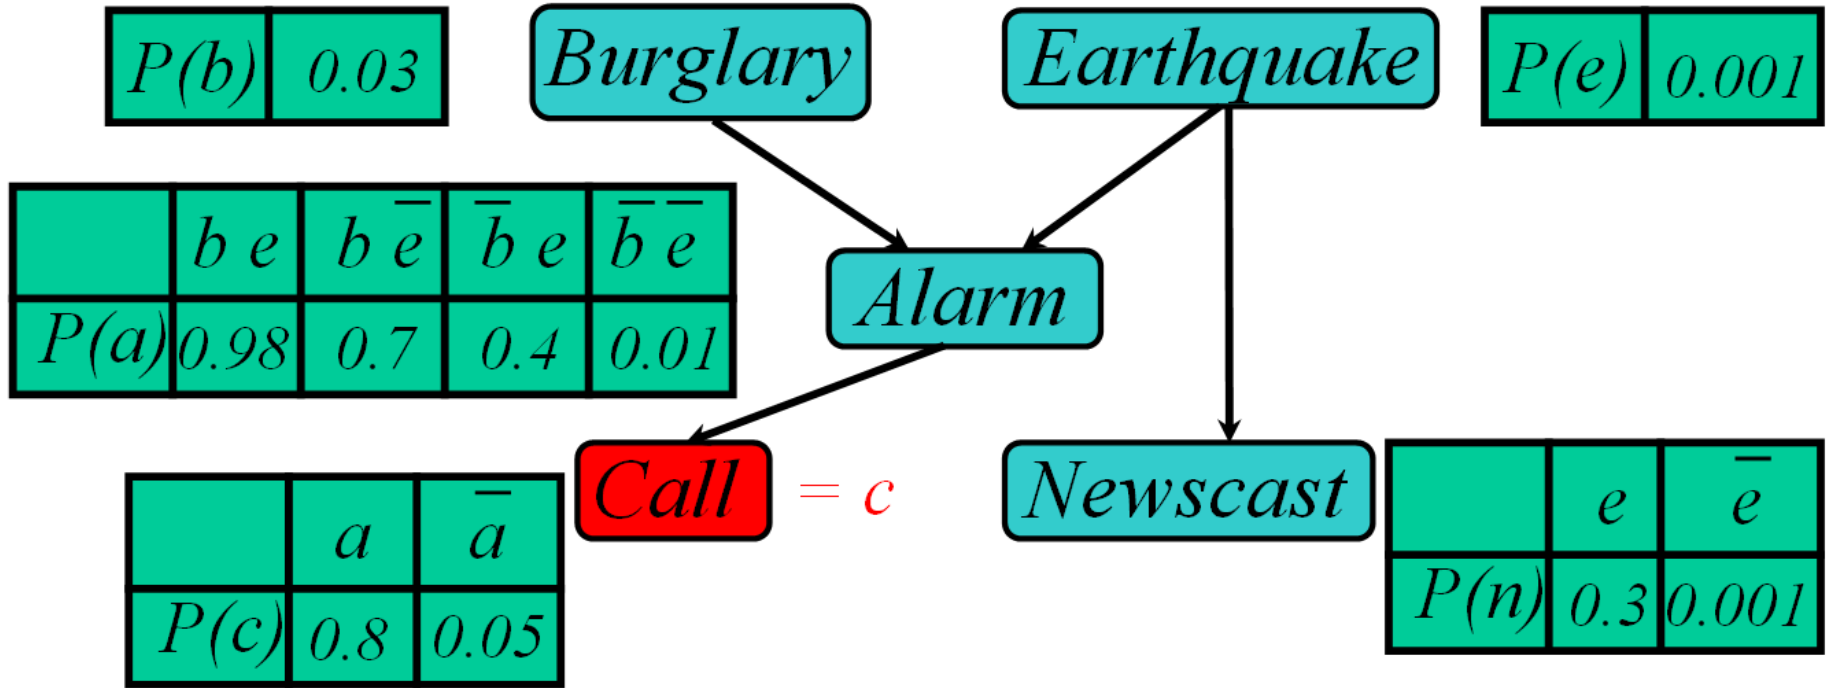 P(b) 0.03
Burglary
Earthquake
P(e) 0.001
b e b e̅ b̅ e b̅ e̅
P(a) 0.98 0.7 0.4 0.01
Alarm
Call = c
Newscast
a a̅
P(c) 0.8 0.05
e e̅
P(n) 0.3 0.001